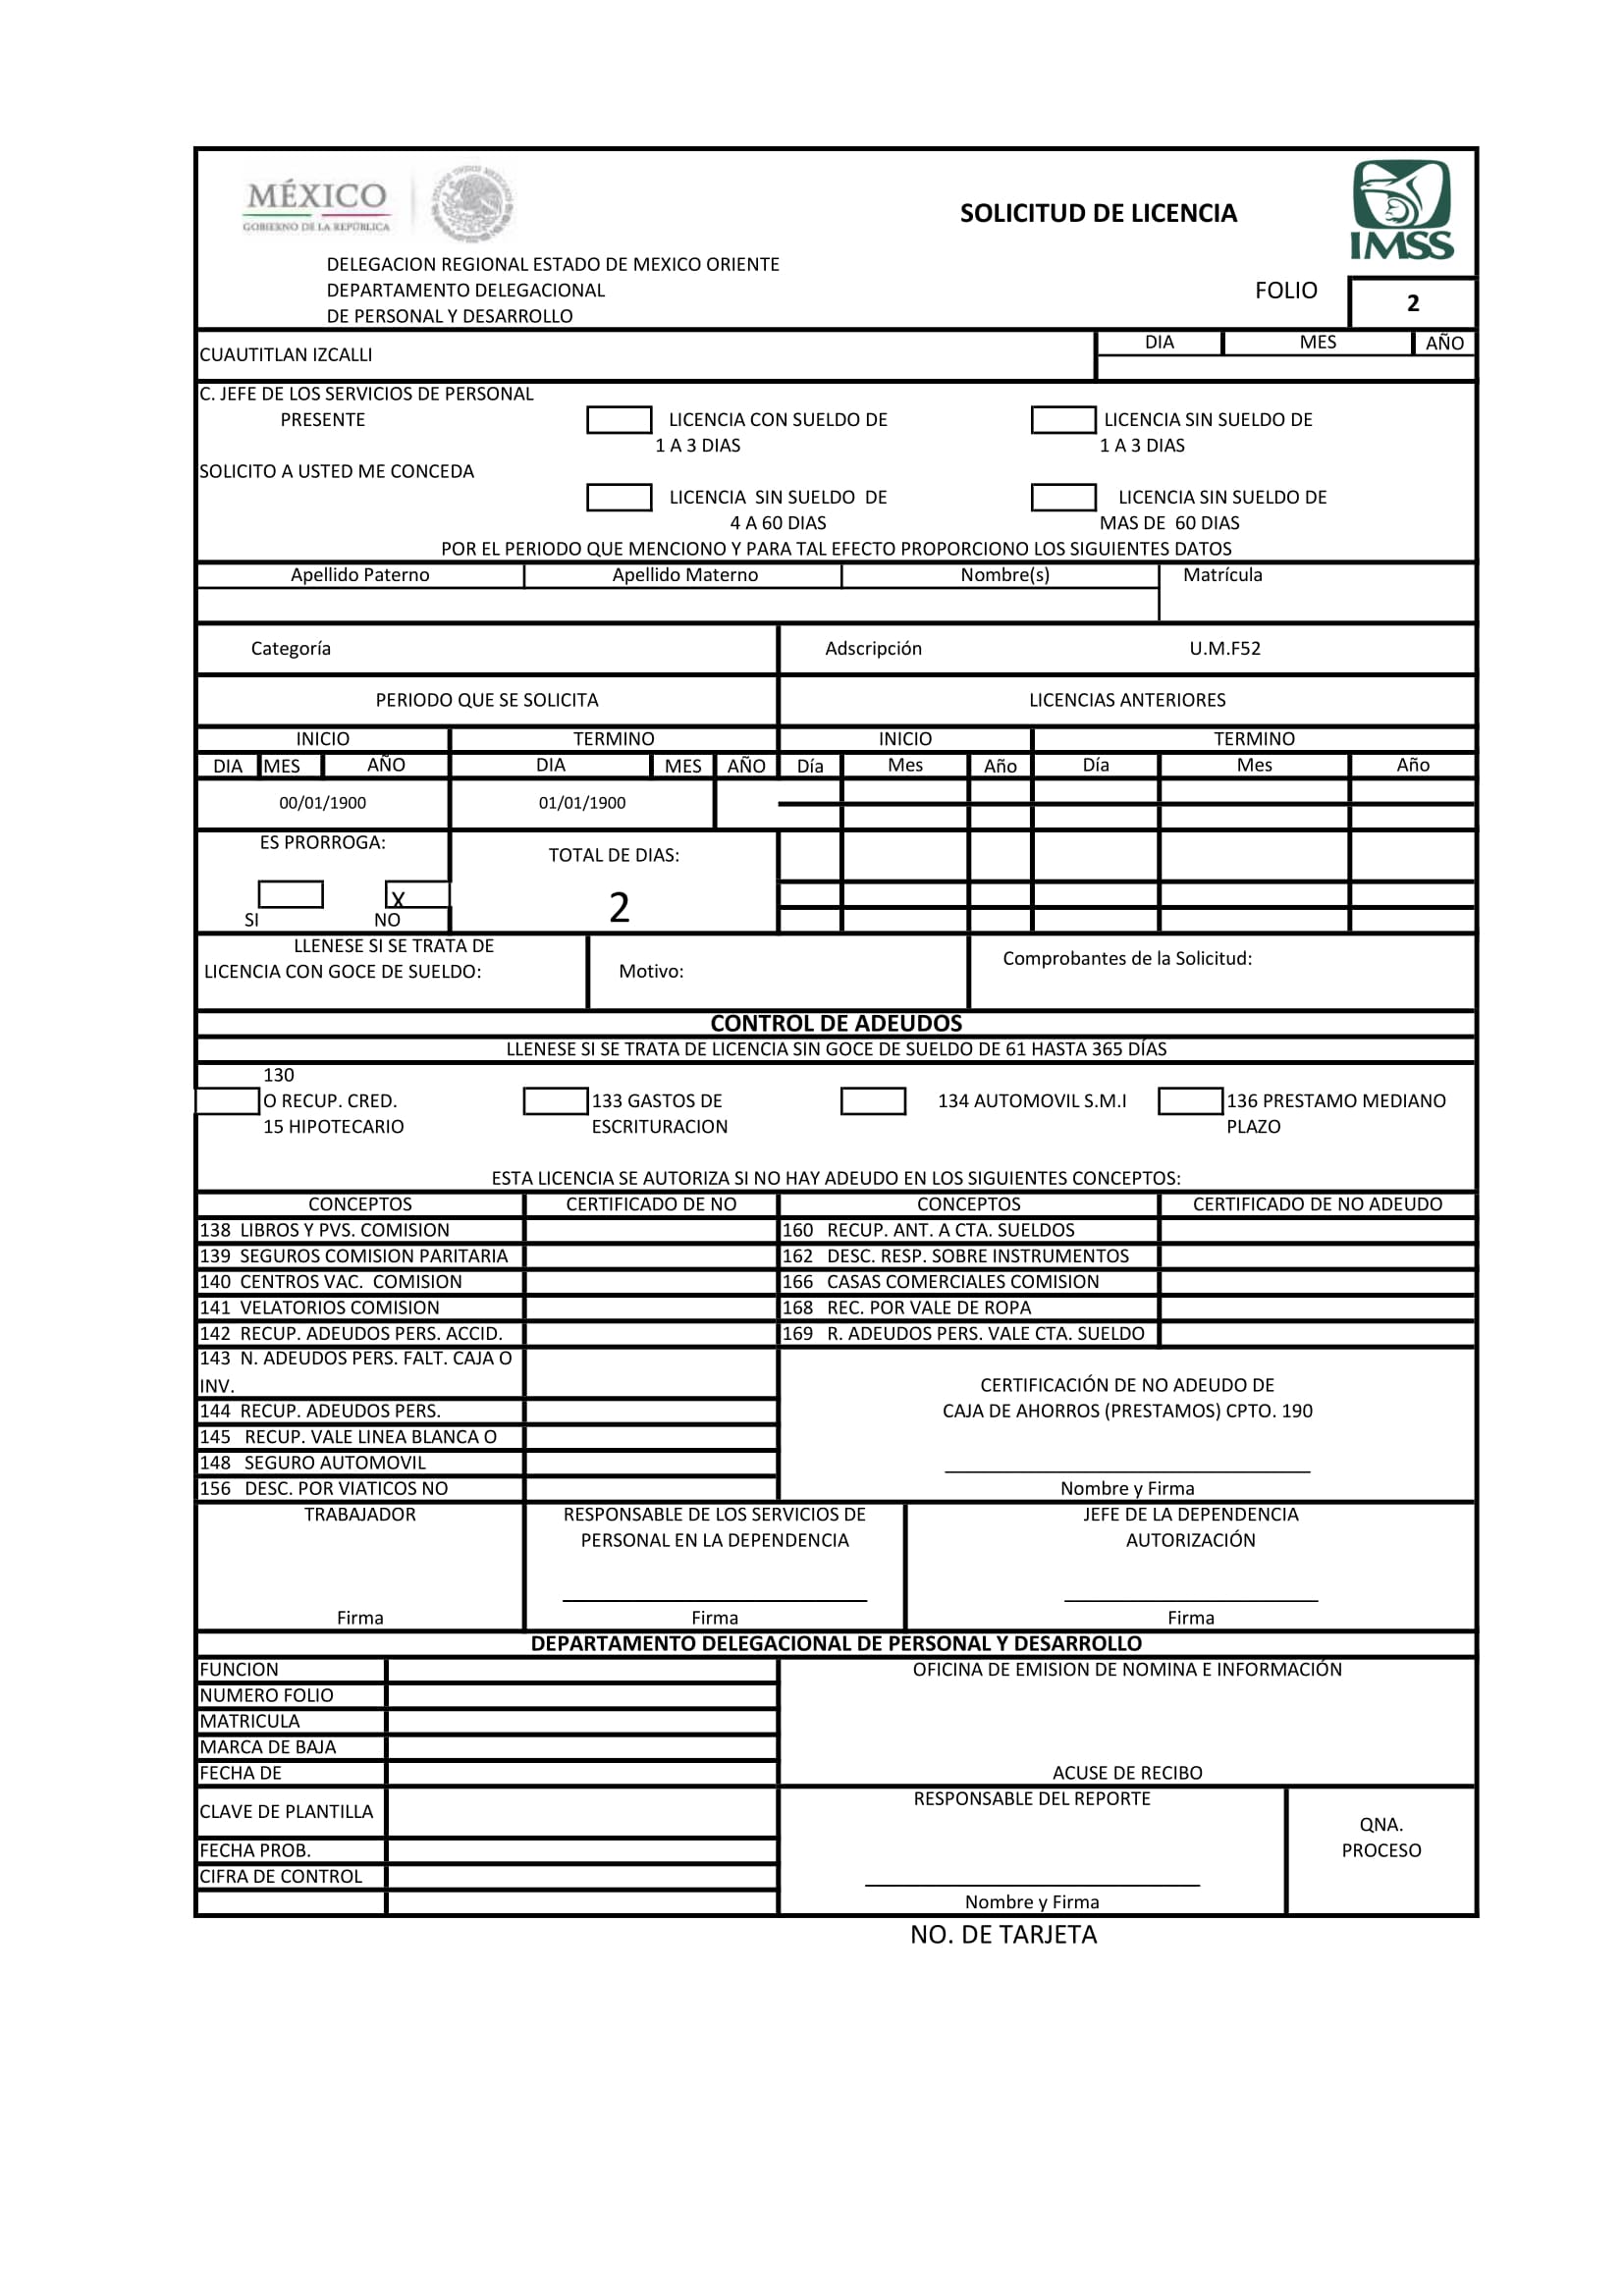 MÉXICO
GOBIERNO DE LA REPÚBLICA
SOLICITUD DE LICENCIA
IMSS
DELEGACION REGIONAL ESTADO DE MEXICO ORIENTE
DEPARTAMENTO DELEGACIONAL
DE PERSONAL Y DESARROLLO
FOLIO 2
CUAUTITLAN IZCALLI
DIA MES AÑO
C. JEFE DE LOS SERVICIOS DE PERSONAL
PRESENTE
LICENCIA CON SUELDO DE
1 A 3 DIAS
LICENCIA SIN SUELDO DE
1 A 3 DIAS
SOLICITO A USTED ME CONCEDA
LICENCIA SIN SUELDO DE
4 A 60 DIAS
LICENCIA SIN SUELDO DE
MAS DE 60 DIAS
POR EL PERIODO QUE MENCIONO Y PARA TAL EFECTO PROPORCIONO LOS SIGUIENTES DATOS
Apellido Paterno Apellido Materno Nombre(s) Matrícula
Categoría Adscripción U.M.F52
PERIODO QUE SE SOLICITA LICENCIAS ANTERIORES
INICIO TERMINO INICIO TERMINO
DIA MES AÑO DIA MES AÑO Día Mes Año Día Mes Año
00/01/1900 01/01/1900
ES PRORROGA:
TOTAL DE DIAS:
X
2
SI NO
LLENESE SI SE TRATA DE
LICENCIA CON GOCE DE SUELDO:
Motivo:
Comprobantes de la Solicitud:
CONTROL DE ADEUDOS
LLENESE SI SE TRATA DE LICENCIA SIN GOCE DE SUELDO DE 61 HASTA 365 DÍAS
130
O RECUP. CRED.
15 HIPOTECARIO
133 GASTOS DE
ESCRITURACION
134 AUTOMOVIL S.M.I
136 PRESTAMO MEDIANO
PLAZO
ESTA LICENCIA SE AUTORIZA SI NO HAY ADEUDO EN LOS SIGUIENTES CONCEPTOS:
CONCEPTOS CERTIFICADO DE NO CONCEPTOS CERTIFICADO DE NO ADEUDO
138 LIBROS Y PVS. COMISION 160 RECUP. ANT. A CTA. SUELDOS
139 SEGUROS COMISION PARITARIA 162 DESC. RESP. SOBRE INSTRUMENTOS
140 CENTROS VAC. COMISION 166 CASAS COMERCIALES COMISION
141 VELATORIOS COMISION 168 REC. POR VALE DE ROPA
142 RECUP. ADEUDOS PERS. ACCID. 169 R. ADEUDOS PERS. VALE CTA. SUELDO
143 N. ADEUDOS PERS. FALT. CAJA O
INV.
144 RECUP. ADEUDOS PERS.
145 RECUP. VALE LINEA BLANCA O
148 SEGURO AUTOMOVIL
156 DESC. POR VIATICOS NO
CERTIFICACIÓN DE NO ADEUDO DE
CAJA DE AHORROS (PRESTAMOS) CPTO. 190
Nombre y Firma
TRABAJADOR
Firma
RESPONSABLE DE LOS SERVICIOS DE
PERSONAL EN LA DEPENDENCIA
Firma
JEFE DE LA DEPENDENCIA
AUTORIZACIÓN
Firma
DEPARTAMENTO DELEGACIONAL DE PERSONAL Y DESARROLLO
FUNCION
NUMERO FOLIO
MATRICULA
MARCA DE BAJA
FECHA DE
CLAVE DE PLANTILLA
FECHA PROB.
CIFRA DE CONTROL
OFICINA DE EMISION DE NOMINA E INFORMACIÓN
ACUSE DE RECIBO
RESPONSABLE DEL REPORTE
Nombre y Firma
QNA.
PROCESO
NO. DE TARJETA